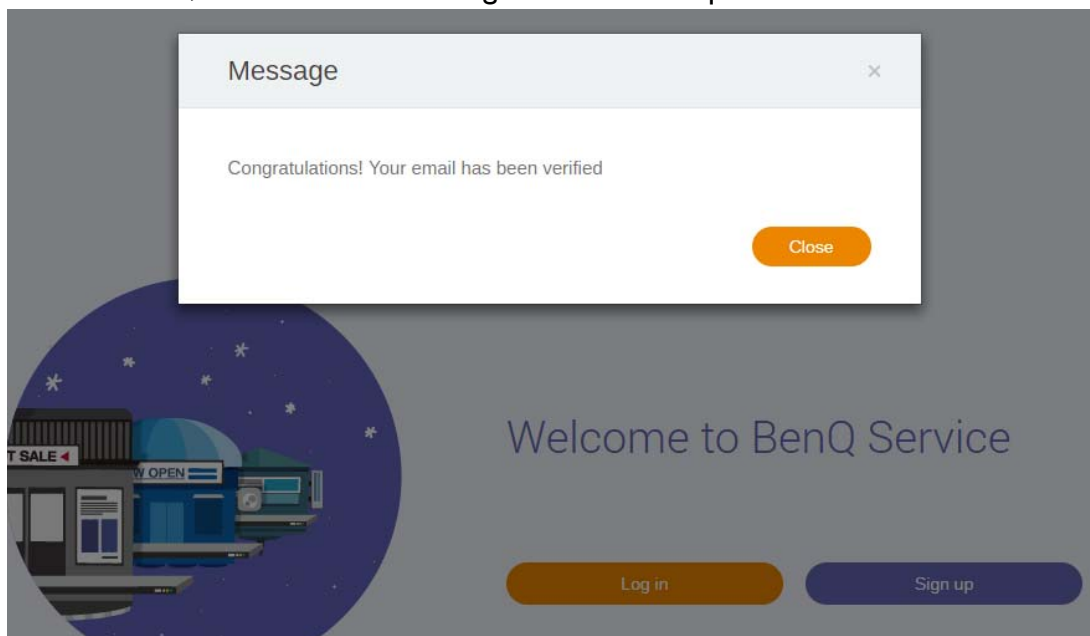 Message
×
Congratulations! Your email has been verified
Close
T SALE
W OPEN
Welcome to BenQ Service
Log in
Sign up